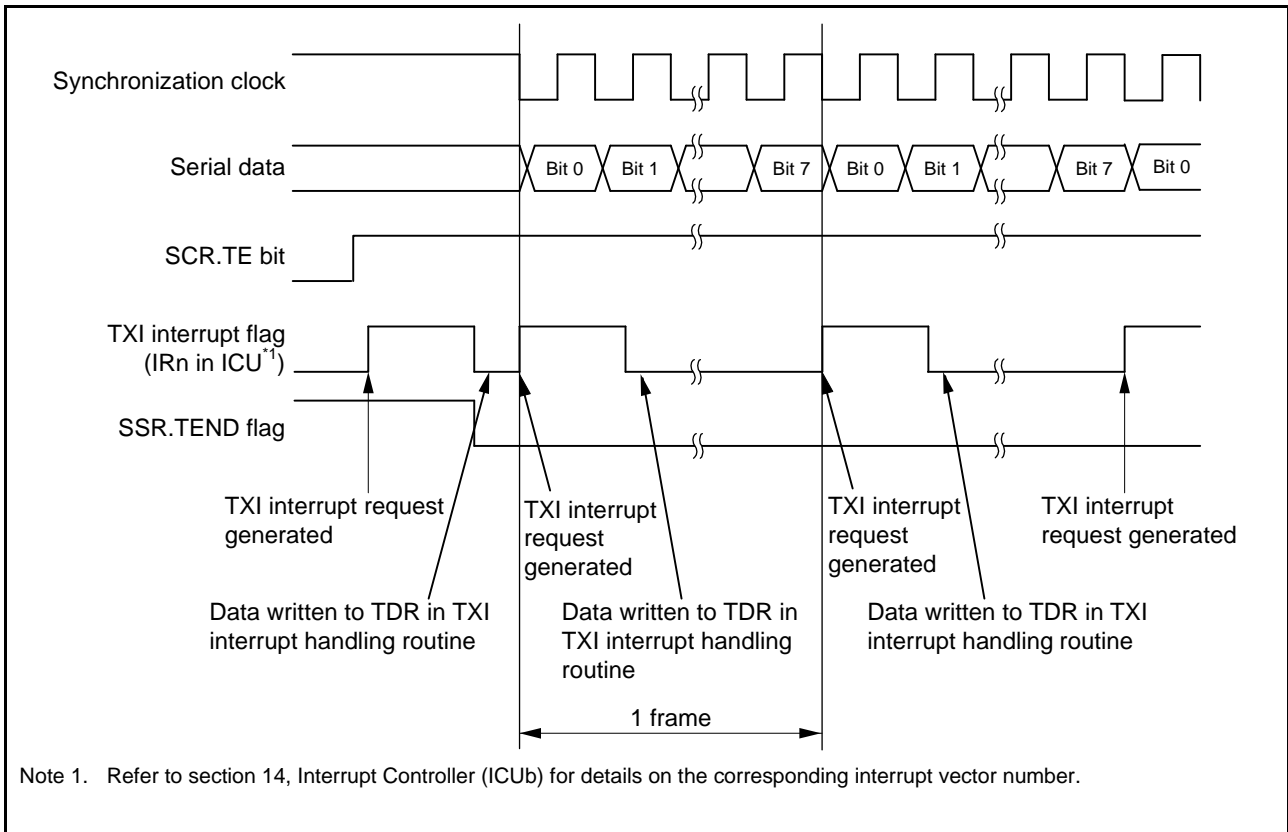 Synchronization clock
Serial data
Bit 0 Bit 1 Bit 7 Bit 0 Bit 1 Bit 7 Bit 0
SCR.TE bit
TXI interrupt flag
(IRn in ICU*1)
SSR.TEND flag
TXI interrupt request
generated
TXI interrupt
request
generated
TXI interrupt
request
generated
TXI interrupt
request generated
Data written to TDR in TXI
interrupt handling routine
Data written to TDR in
TXI interrupt handling
routine
Data written to TDR in TXI
interrupt handling routine
1 frame
Note 1. Refer to section 14, Interrupt Controller (ICUb) for details on the corresponding interrupt vector number.